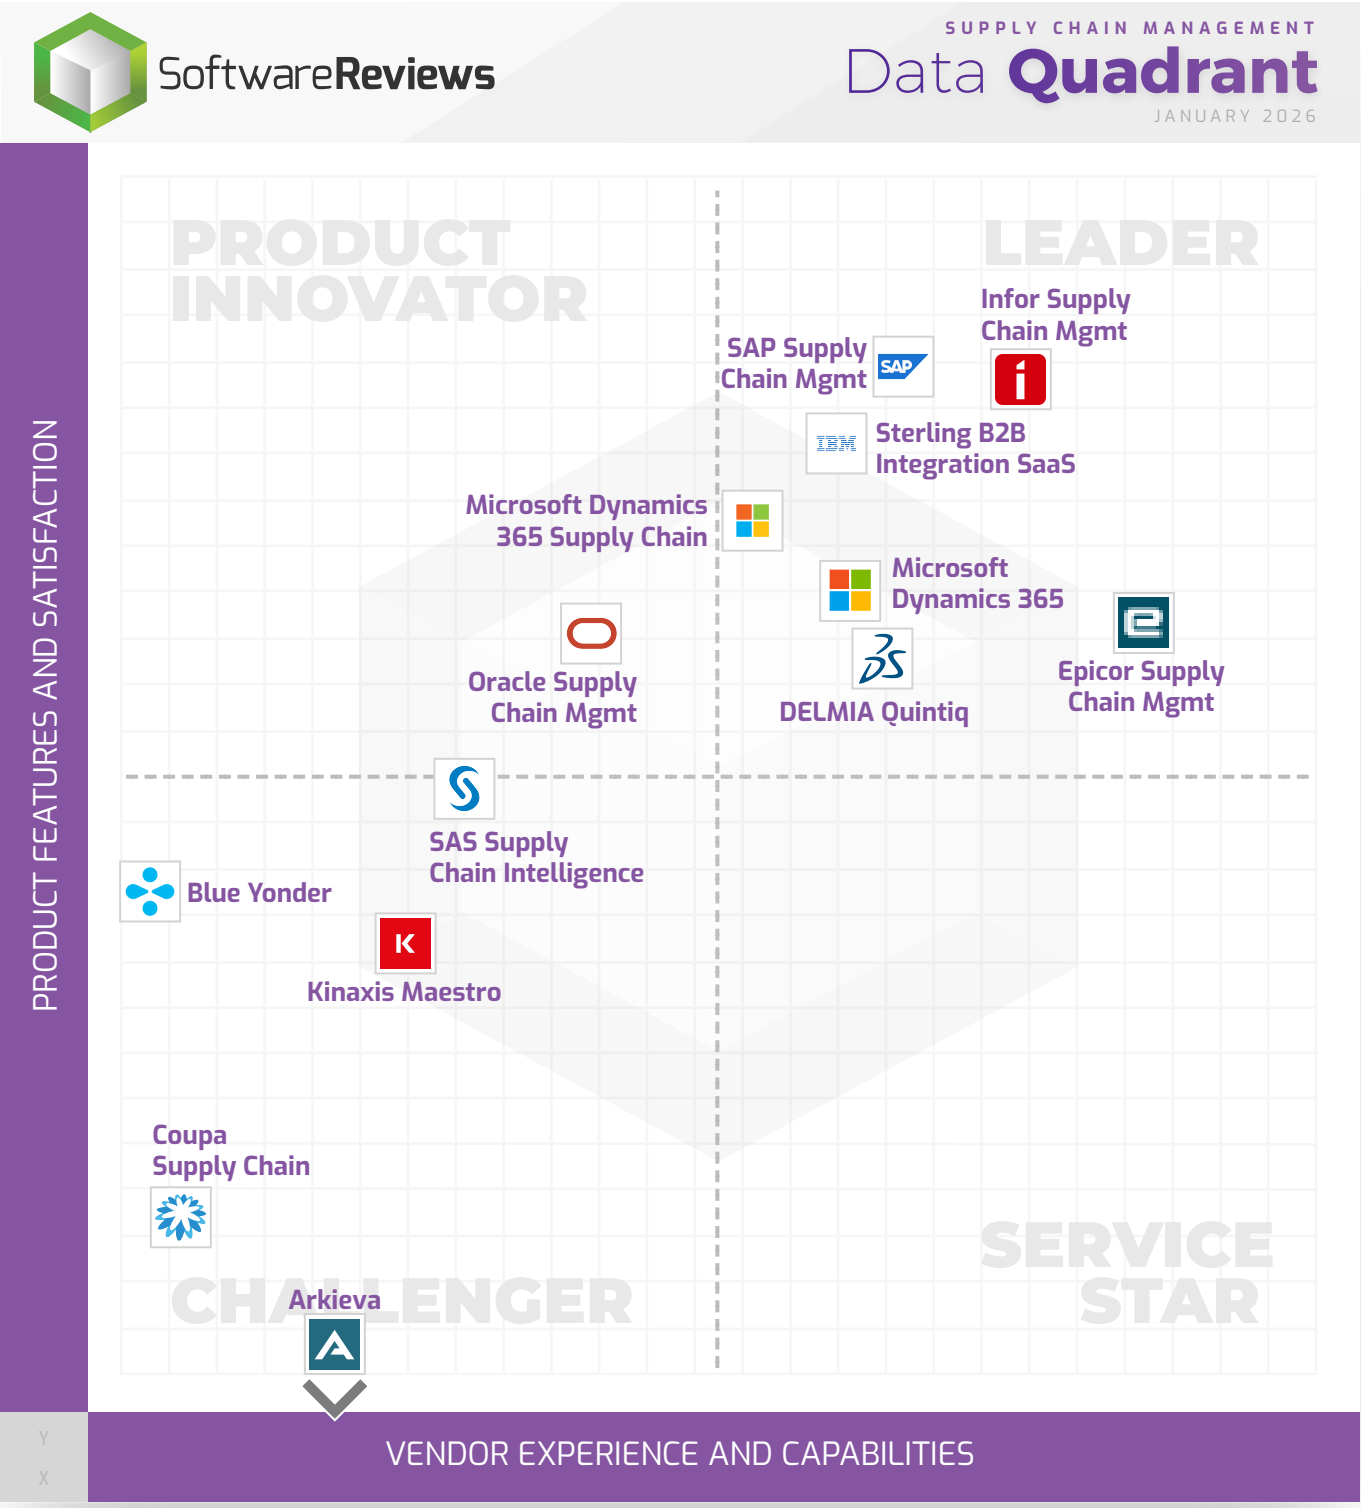 SoftwareReviews
SUPPLY CHAIN MANAGEMENT
Data Quadrant
JANUARY 2026
PRODUCT FEATURES AND SATISFACTION
PRODUCT
INNOVATOR
LEADER
Infor Supply
Chain Mgmt
SAP Supply
Chain Mgmt
SAP
IBM
Sterling B2B
Integration SaaS
Microsoft Dynamics
365 Supply Chain
Microsoft
Dynamics 365
Oracle Supply
Chain Mgmt
DELMIA Quintiq
Epicor Supply
Chain Mgmt
SAS Supply
Chain Intelligence
Blue Yonder
K
Kinaxis Maestro
Coupa
Supply Chain
CHALLENGER
Arkieva
SERVICE
STAR
Y
X
VENDOR EXPERIENCE AND CAPABILITIES